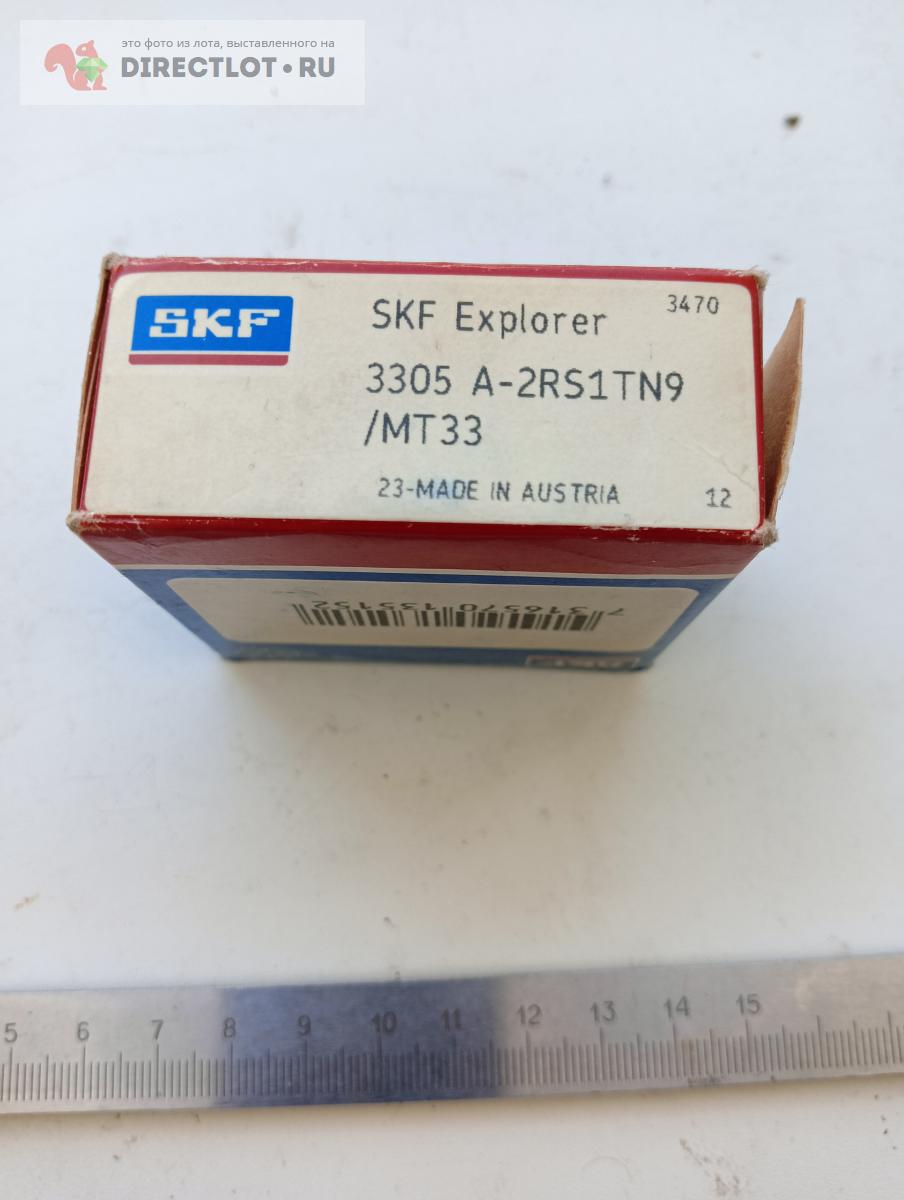 это фото из лота, выставленного на
DIRECTLOT•RU
SKF
SKF Explorer
3470
3305 A-2RS1TN9
/MT33
23-MADE IN AUSTRIA
12
5 6 7 8 9 10 11 12 13 14 15